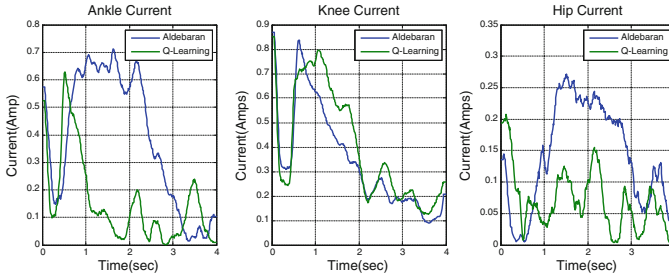 Ankle Current
Aldebaran
Q-Learning
Current(Amp)
0.8
0.7
0.6
0.5
0.4
0.3
0.2
0.1
0
0 1 2 3 4
Time(sec)
Knee Current
Aldebaran
Q-Learning
Current(Amps)
0.9
0.8
0.7
0.6
0.5
0.4
0.3
0.2
0.1
0
0 1 2 3 4
Time(sec)
Hip Current
Aldebaran
Q-Learning
Current(Amps)
0.35
0.3
0.25
0.2
0.15
0.1
0.05
0
0 1 2 3
Time(sec)